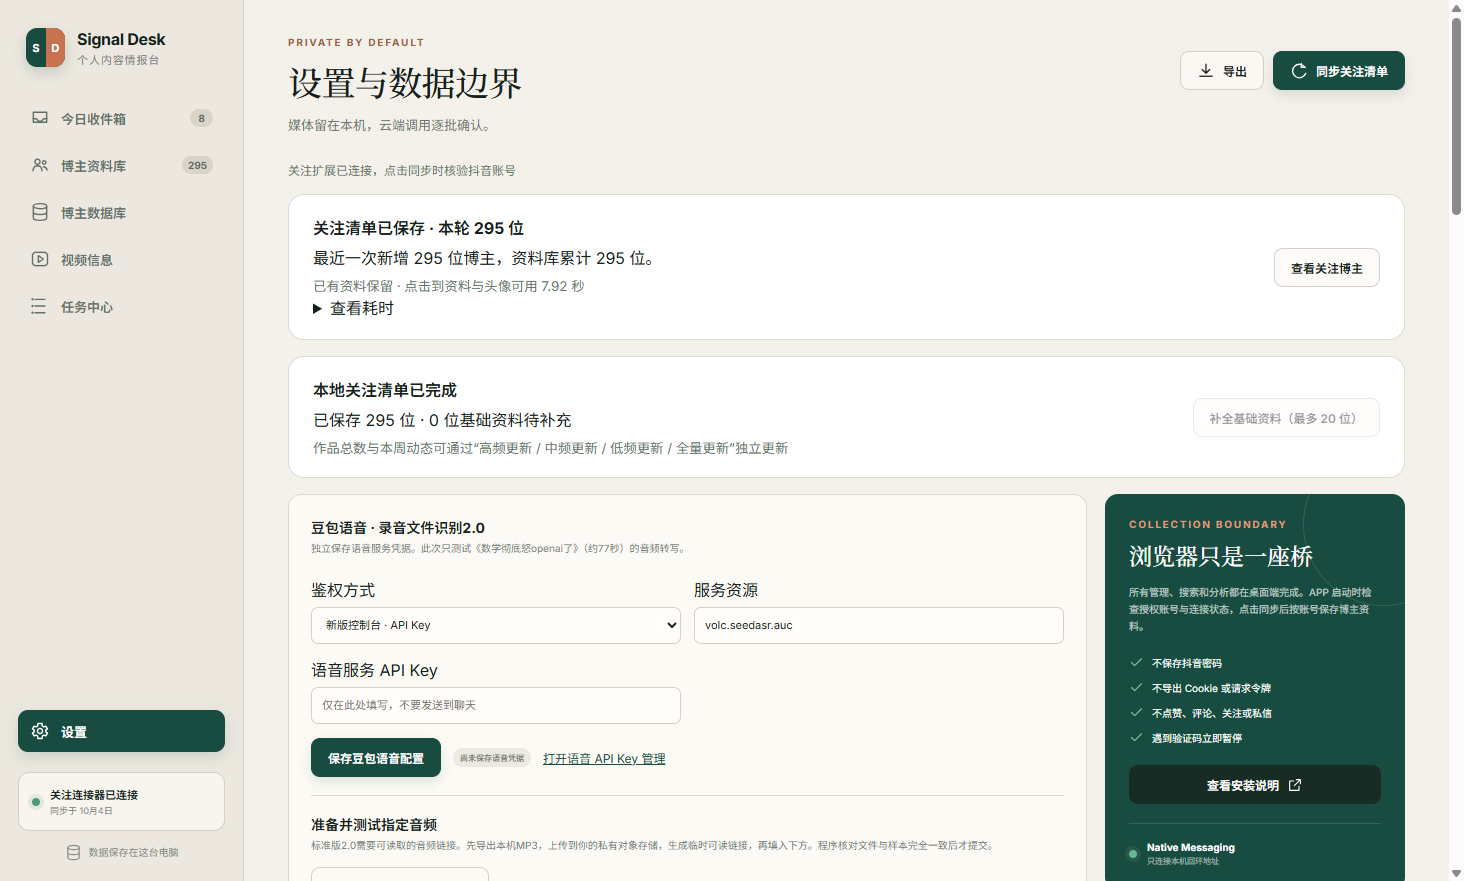 S D
Signal Desk
个人内容情报台
今日收件箱 8
博主资料库 295
博主数据库
视频信息
任务中心
设置
关注连接器已连接
同步于 10月4日
数据保存在这台电脑
PRIVATE BY DEFAULT
设置与数据边界
媒体留在本机，云端调用逐批确认。
导出
同步关注清单
关注扩展已连接，点击同步时核验抖音账号
关注清单已保存 · 本轮 295 位
最近一次新增 295 位博主，资料库累计 295 位。
已有资料保留 · 点击到资料与头像可用 7.92 秒
查看耗时
查看关注博主
本地关注清单已完成
已保存 295 位 · 0 位基础资料待补充
作品总数与本周动态可通过“高频更新 / 中频更新 / 低频更新 / 全量更新”独立更新
补全基础资料（最多 20 位）
豆包语音 · 录音文件识别2.0
独立保存语音服务凭据。此次只测试《数学彻底怒openai了》（约77秒）的音频转写。
鉴权方式
新版控制台 · API Key
服务资源
volc.seedasr.auc
语音服务 API Key
仅在此处填写，不要发送到聊天
保存豆包语音配置
尚未保存语音凭据
打开语音 API Key 管理
准备并测试指定音频
标准版2.0需要可读取的音频链接。先导出本机MP3，上传到你的私有对象存储，生成临时可读链接，再填入下方。程序核对文件与样本完全一致后才提交。
COLLECTION BOUNDARY
浏览器只是一座桥
所有管理、搜索和分析都在桌面端完成。APP 启动时检
查授权账号与连接状态，点击同步后按账号保存博主资
料。
不保存抖音密码
不导出 Cookie 或请求令牌
不点赞、评论、关注或私信
遇到验证码立即暂停
查看安装说明
Native Messaging
只连接本机回环地址